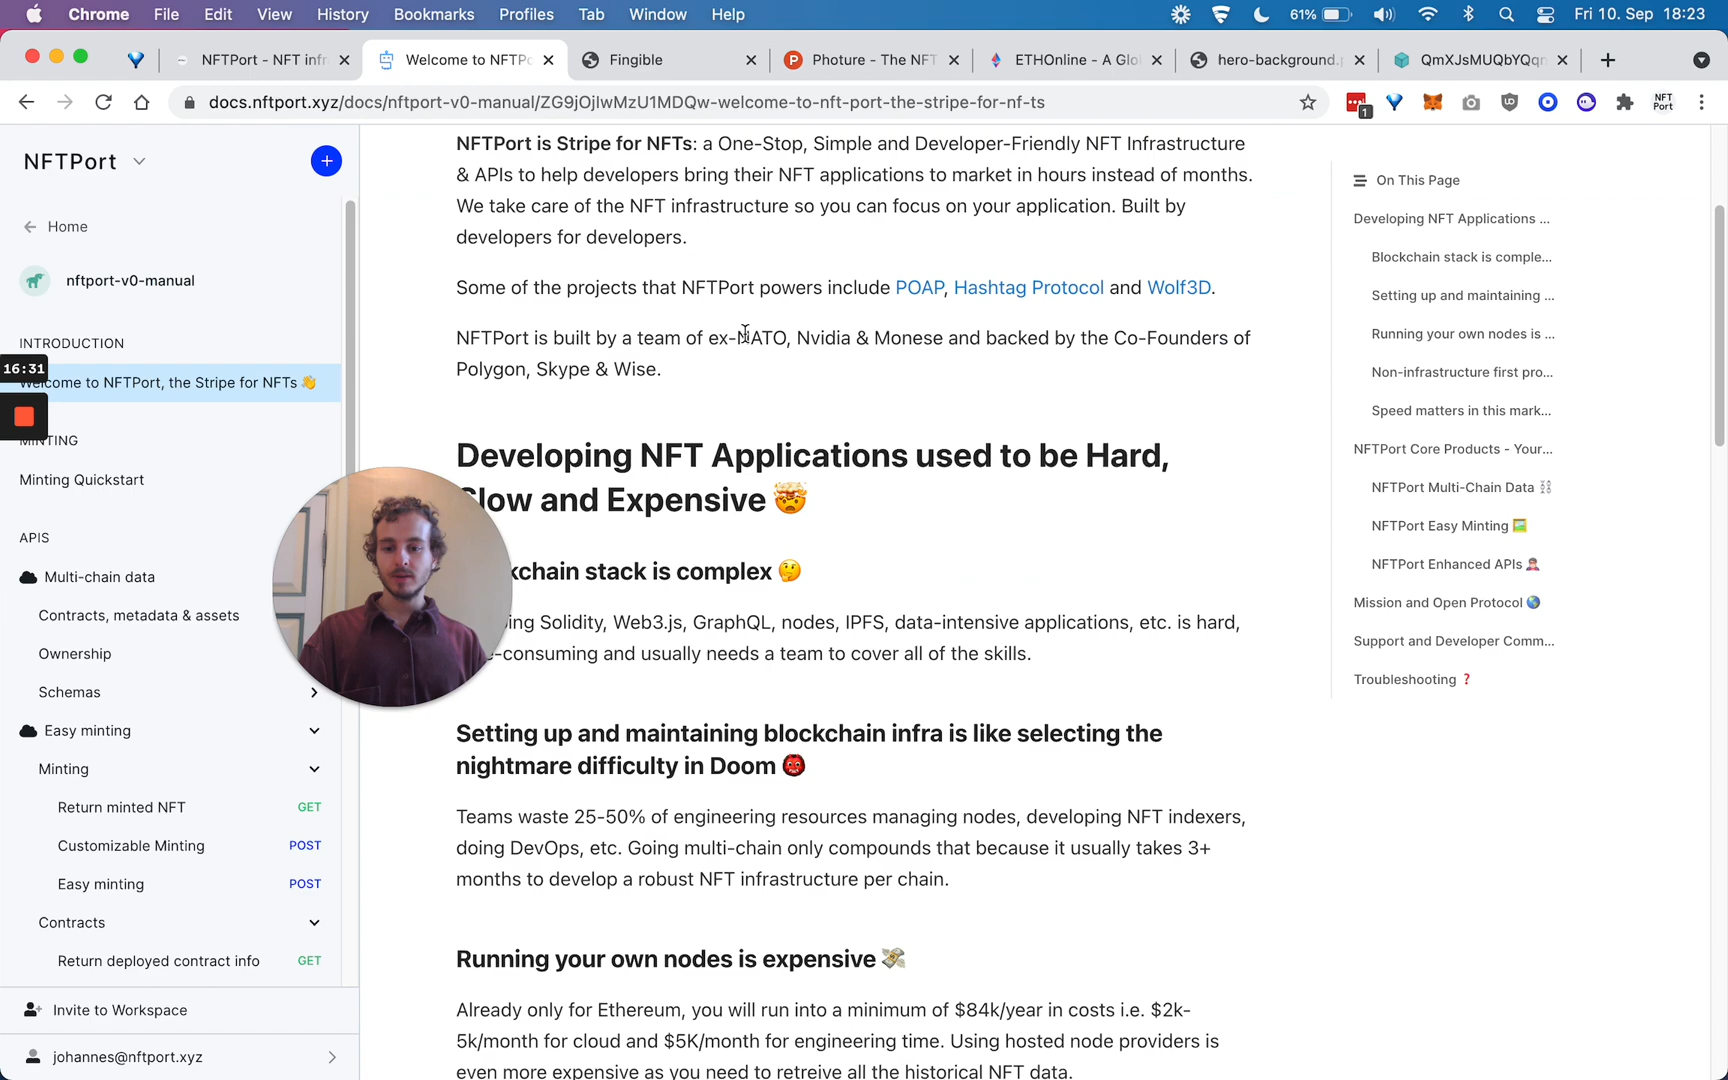 Chrome File Edit View History Bookmarks Profiles Tab Window Help 61% Fri 10. Sep 18:23
NFTPort - NFT infr Welcome to NFTPo Fingible Photure - The NFT ETHOnline - A Glo hero-background.p QmXJsMUQbYQqn
docs.nftport.xyz/docs/nftport-v0-manual/ZG9jOjIwMzU1MDQw-welcome-to-nft-port-the-stripe-for-nf-ts 1 NFT Port
NFTPort
Home
nftport-v0-manual
INTRODUCTION
16:31
Welcome to NFTPort, the Stripe for NFTs 👋
MINTING
Minting Quickstart
APIS
Multi-chain data
Contracts, metadata & assets
Ownership
Schemas
Easy minting
Minting
Return minted NFT GET
Customizable Minting POST
Easy minting POST
Contracts
Return deployed contract info GET
Invite to Workspace
johannes@nftport.xyz
NFTPort is Stripe for NFTs: a One-Stop, Simple and Developer-Friendly NFT Infrastructure
& APIs to help developers bring their NFT applications to market in hours instead of months.
We take care of the NFT infrastructure so you can focus on your application. Built by
developers for developers.
Some of the projects that NFTPort powers include POAP, Hashtag Protocol and Wolf3D.
NFTPort is built by a team of ex-NATO, Nvidia & Monese and backed by the Co-Founders of
Polygon, Skype & Wise.
Developing NFT Applications used to be Hard,
Slow and Expensive 🤯
kchain stack is complex 🤔
ing Solidity, Web3.js, GraphQL, nodes, IPFS, data-intensive applications, etc. is hard,
-consuming and usually needs a team to cover all of the skills.
Setting up and maintaining blockchain infra is like selecting the
nightmare difficulty in Doom 👹
Teams waste 25-50% of engineering resources managing nodes, developing NFT indexers,
doing DevOps, etc. Going multi-chain only compounds that because it usually takes 3+
months to develop a robust NFT infrastructure per chain.
Running your own nodes is expensive 💸
Already only for Ethereum, you will run into a minimum of $84k/year in costs i.e. $2k-
5k/month for cloud and $5K/month for engineering time. Using hosted node providers is
even more expensive as you need to retreive all the historical NFT data.
On This Page
Developing NFT Applications ...
Blockchain stack is comple...
Setting up and maintaining ...
Running your own nodes is ...
Non-infrastructure first pro...
Speed matters in this mark...
NFTPort Core Products - Your...
NFTPort Multi-Chain Data ⛓
NFTPort Easy Minting 🖼
NFTPort Enhanced APIs
Mission and Open Protocol 🌎
Support and Developer Comm...
Troubleshooting ❓